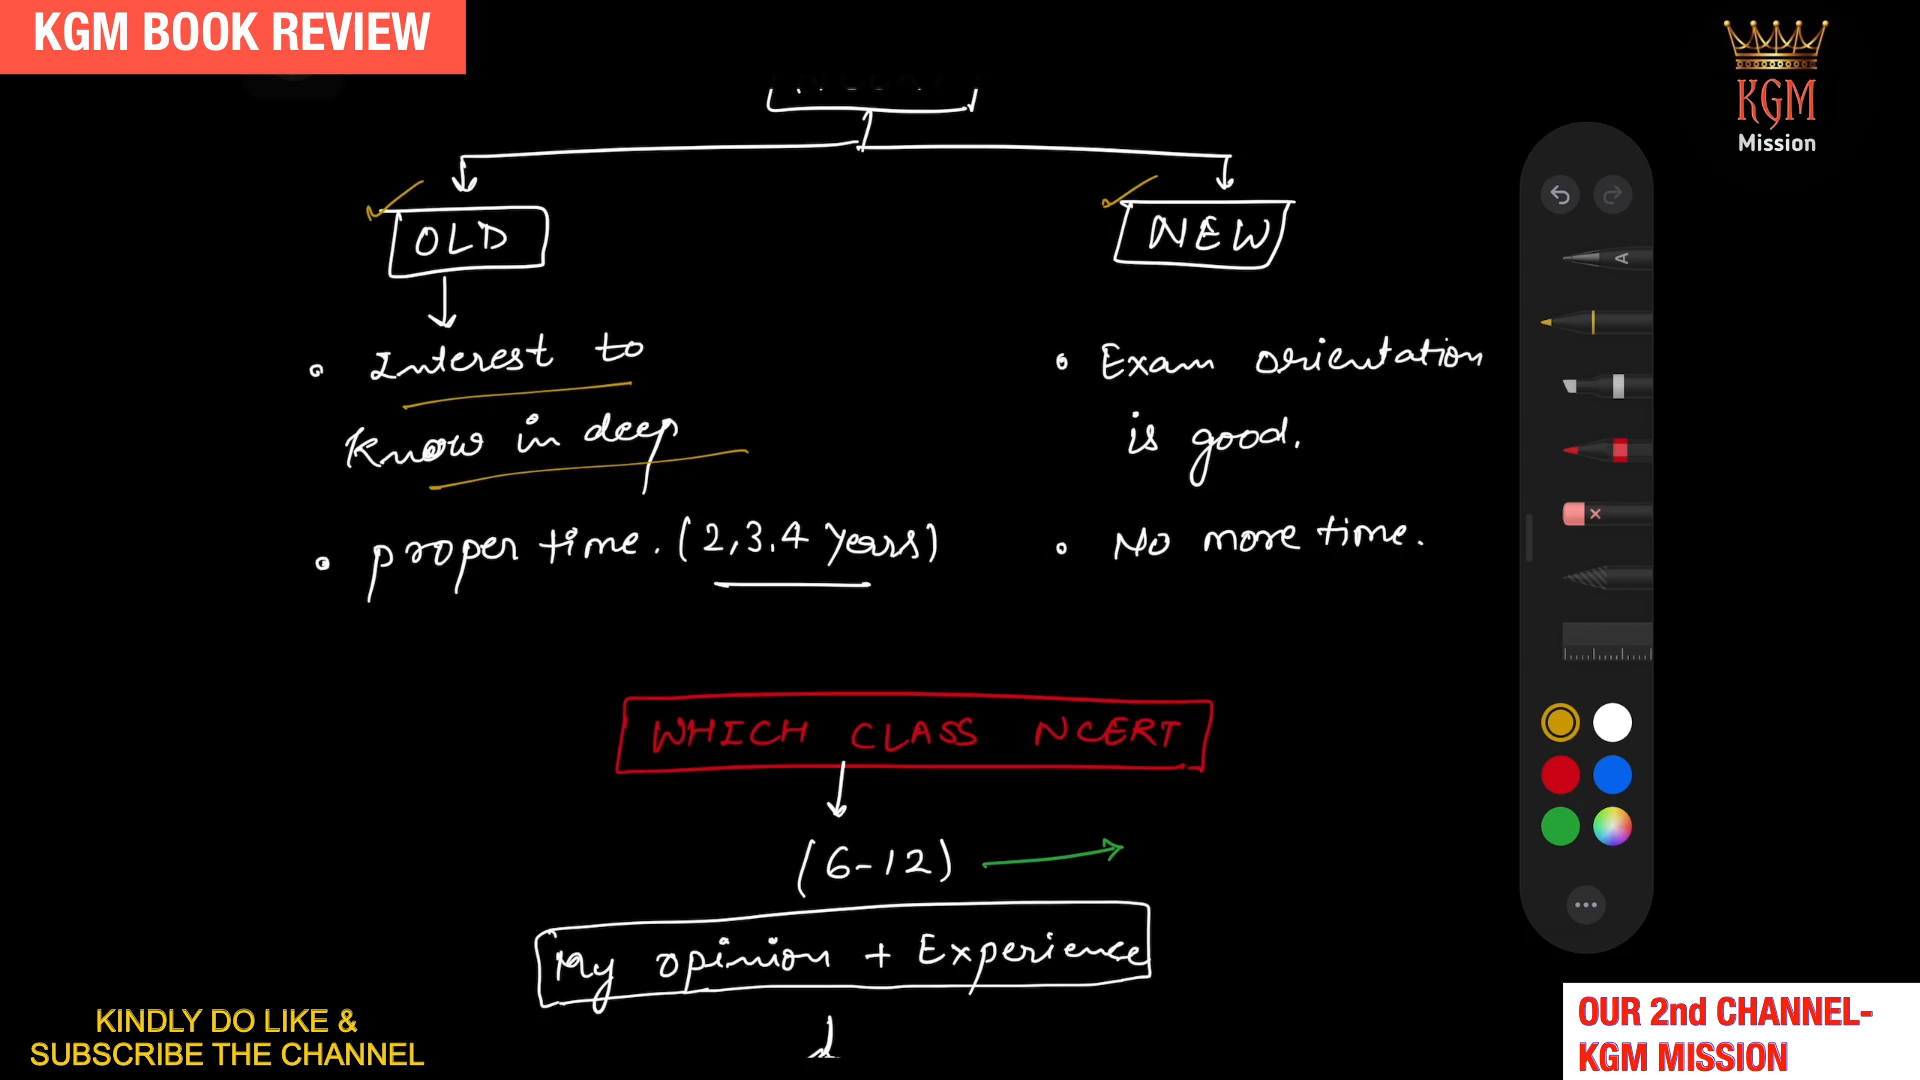 KGM BOOK REVIEW
KGM
Mission
OLD
NEW
• Interest to
know in deep
• proper time. (2,3,4 years)
• Exam orientation
is good.
• No more time.
WHICH CLASS NCERT
(6-12)
My opinion + Experience
KINDLY DO LIKE &
SUBSCRIBE THE CHANNEL
OUR 2nd CHANNEL-
KGM MISSION